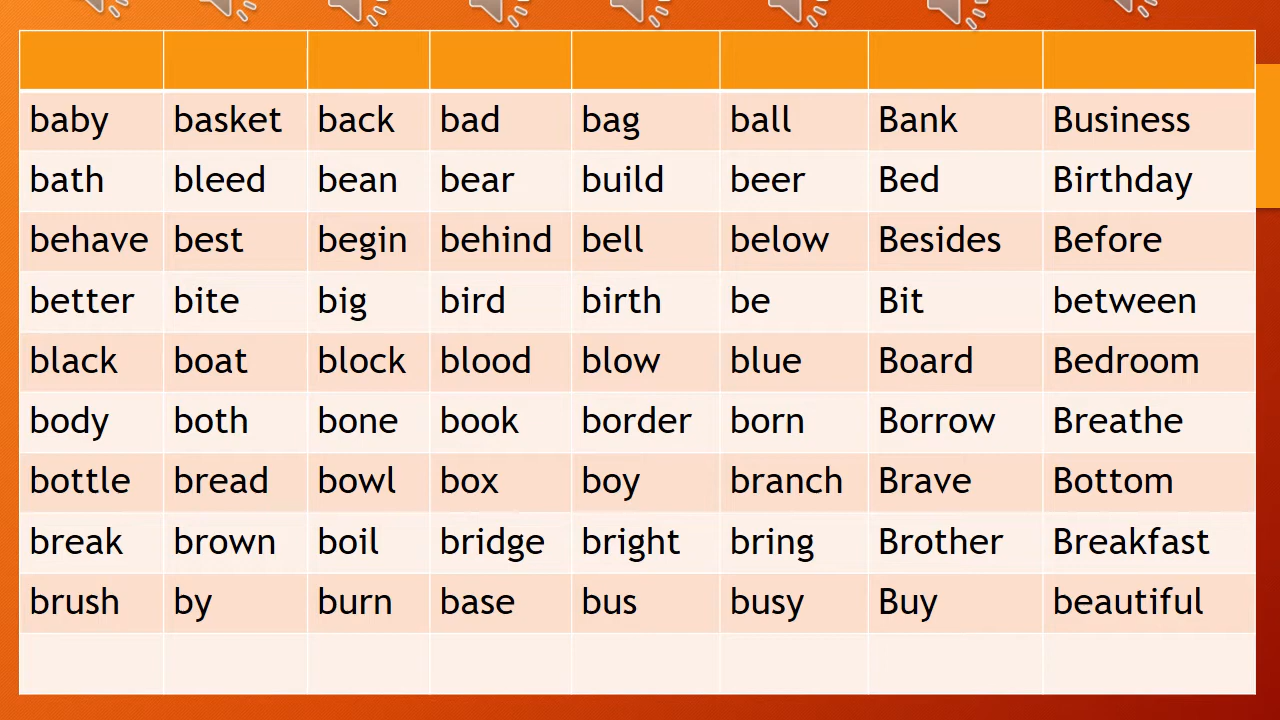 baby basket back bad bag ball Bank Business
bath bleed bean bear build beer Bed Birthday
behave best begin behind bell below Besides Before
better bite big bird birth be Bit between
black boat block blood blow blue Board Bedroom
body both bone book border born Borrow Breathe
bottle bread bowl box boy branch Brave Bottom
break brown boil bridge bright bring Brother Breakfast
brush by burn base bus busy Buy beautiful